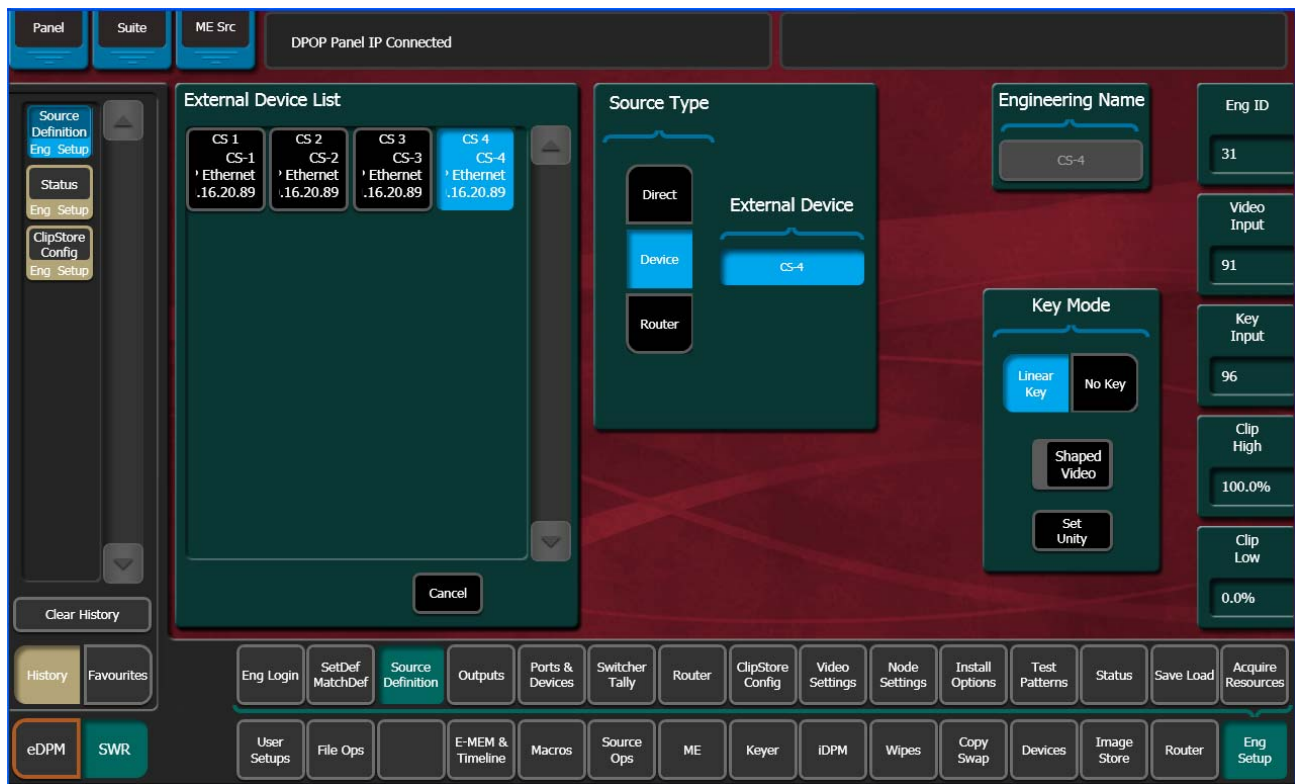 Panel
Suite
ME Src
DPOP Panel IP Connected
Source
Definition
Eng Setup
Status
Eng Setup
ClipStore
Config
Eng Setup
Clear History
History
Favourites
eDPM
SWR
External Device List
CS 1
CS-1
Ethernet
.16.20.89
CS 2
CS-2
Ethernet
.16.20.89
CS 3
CS-3
Ethernet
.16.20.89
CS 4
CS-4
Ethernet
.16.20.89
Cancel
Source Type
Direct
Device
Router
External Device
CS-4
Engineering Name
CS-4
Key Mode
Linear
Key
No Key
Shaped
Video
Set
Unity
Eng ID
31
Video
Input
91
Key
Input
96
Clip
High
100.0%
Clip
Low
0.0%
Eng Login
SetDef
MatchDef
Source
Definition
Outputs
Ports &
Devices
Switcher
Tally
Router
ClipStore
Config
Video
Settings
Node
Settings
Install
Options
Test
Patterns
Status
Save Load
Acquire
Resources
User
Setups
File Ops
E-MEM &
Timeline
Macros
Source
Ops
ME
Keyer
iDPM
Wipes
Copy
Swap
Devices
Image
Store
Router
Eng
Setup